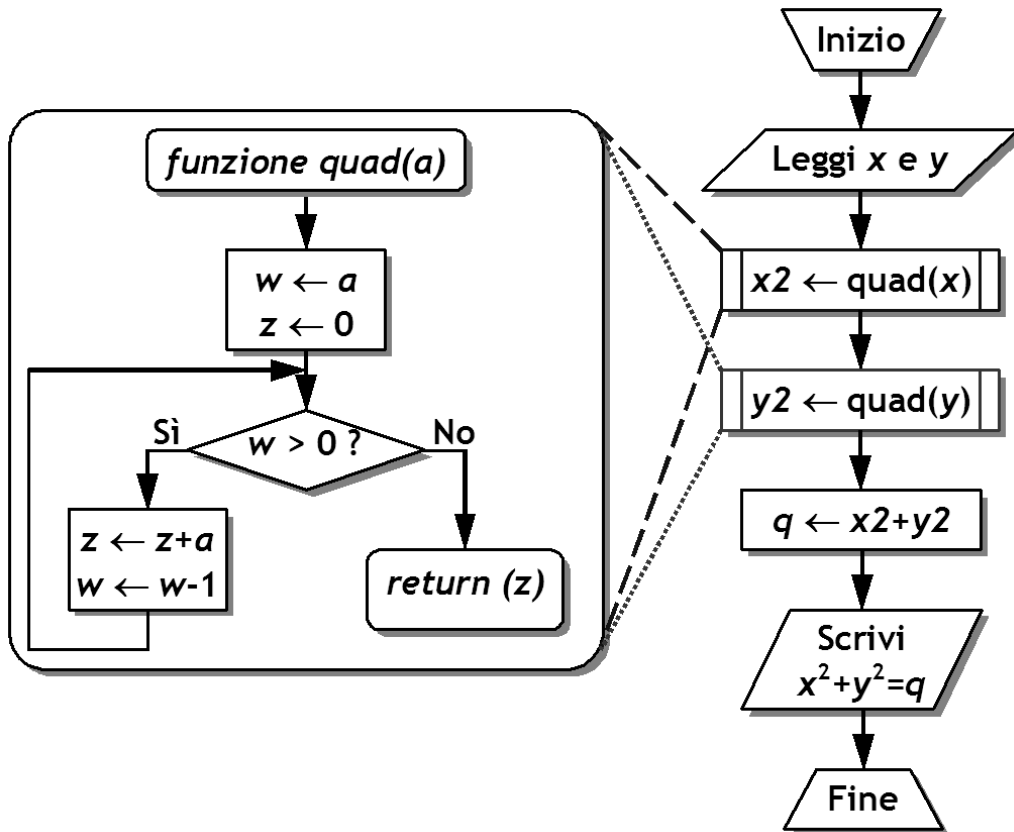 Inizio
Leggi x e y
x2 ← quad(x)
y2 ← quad(y)
q ← x2+y2
Scrivi
x²+y²=q
Fine
funzione quad(a)
w ← a
z ← 0
w > 0 ?
Sì
No
z ← z+a
w ← w-1
return (z)